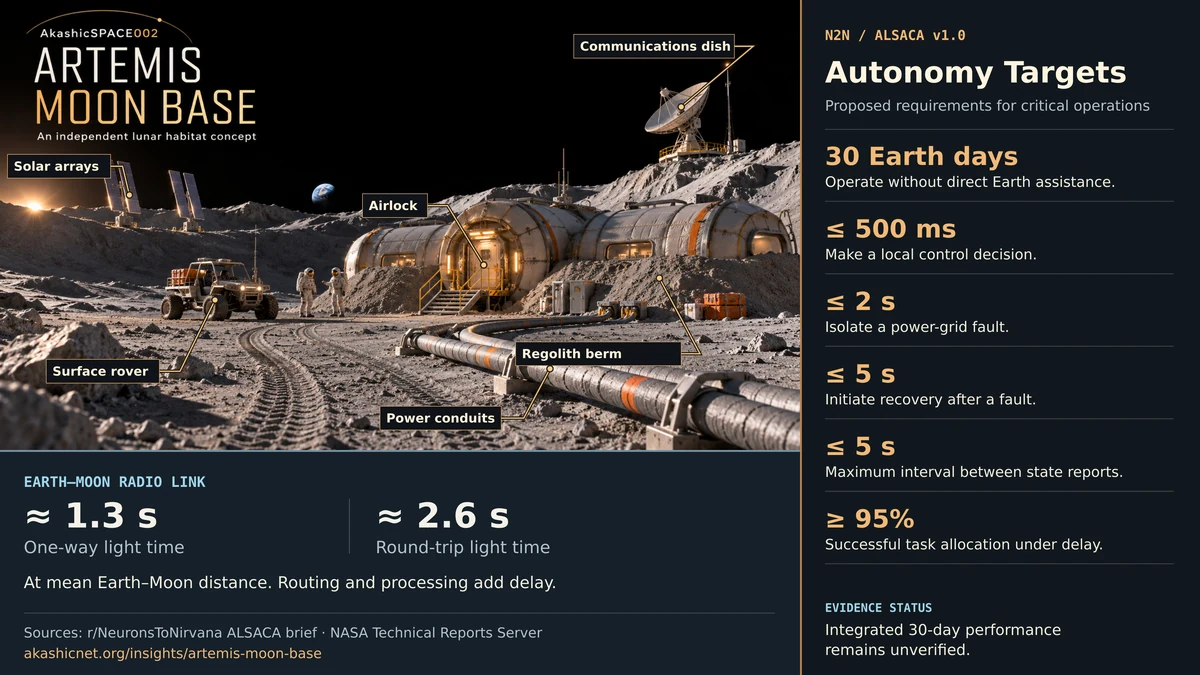 AkashicSPACE002
ARTEMIS
MOON BASE
An independent lunar habitat concept
Communications dish
Solar arrays
Airlock
Regolith berm
Surface rover
Power conduits
EARTH–MOON RADIO LINK
≈ 1.3 s
One-way light time
≈ 2.6 s
Round-trip light time
At mean Earth–Moon distance. Routing and processing add delay.
Sources: r/NeuronsToNirvana ALSACA brief · NASA Technical Reports Server
akashicnet.org/insights/artemis-moon-base
N2N / ALSACA v1.0
Autonomy Targets
Proposed requirements for critical operations
30 Earth days
Operate without direct Earth assistance.
≤ 500 ms
Make a local control decision.
≤ 2 s
Isolate a power-grid fault.
≤ 5 s
Initiate recovery after a fault.
≤ 5 s
Maximum interval between state reports.
≥ 95%
Successful task allocation under delay.
EVIDENCE STATUS
Integrated 30-day performance
remains unverified.